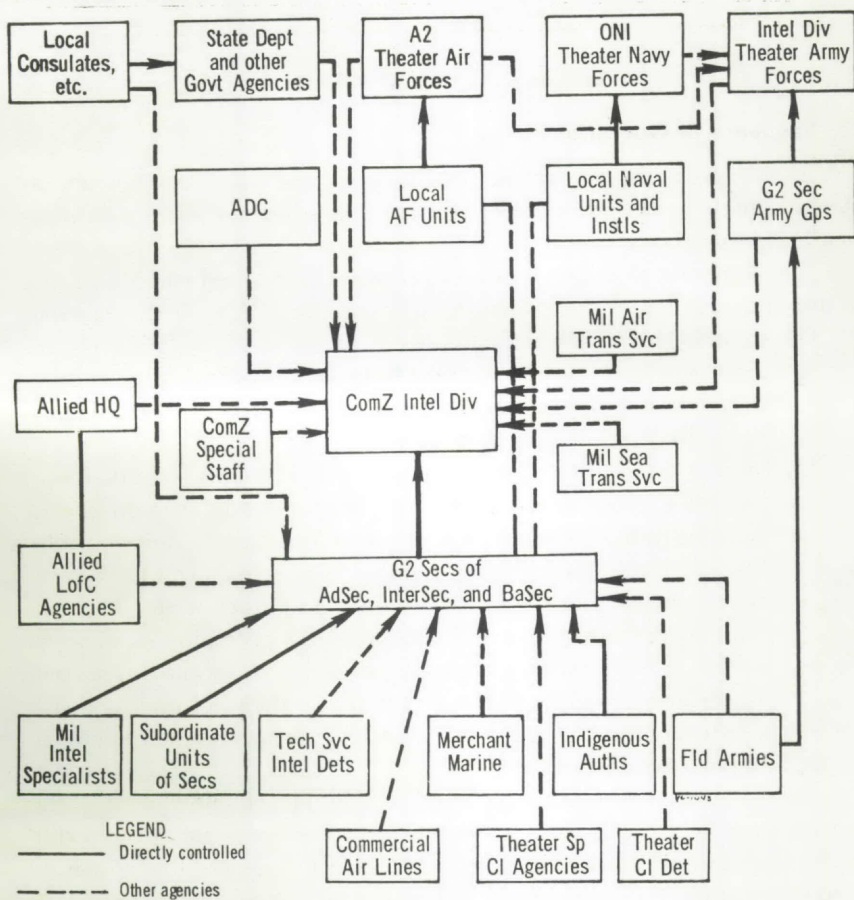 Local
Consulates,
etc.
State Dept
and other
Govt Agencies
A2
Theater Air
Forces
ONI
Theater Navy
Forces
Intel Div
Theater Army
Forces
ADC
Local
AF Units
Local Naval
Units and
Instls
G2 Sec
Army Gps
Mil Air
Trans Svc
Allied HQ
ComZ
Special
Staff
ComZ Intel Div
Mil Sea
Trans Svc
Allied
LofC
Agencies
G2 Secs of
AdSec, InterSec, and BaSec
Mil
Intel
Specialists
Subordinate
Units
of Secs
Tech Svc
Intel Dets
Merchant
Marine
Indigenous
Auths
Fld Armies
Commercial
Air Lines
Theater Sp
CI Agencies
Theater
CI Det
LEGEND
Directly controlled
Other agencies